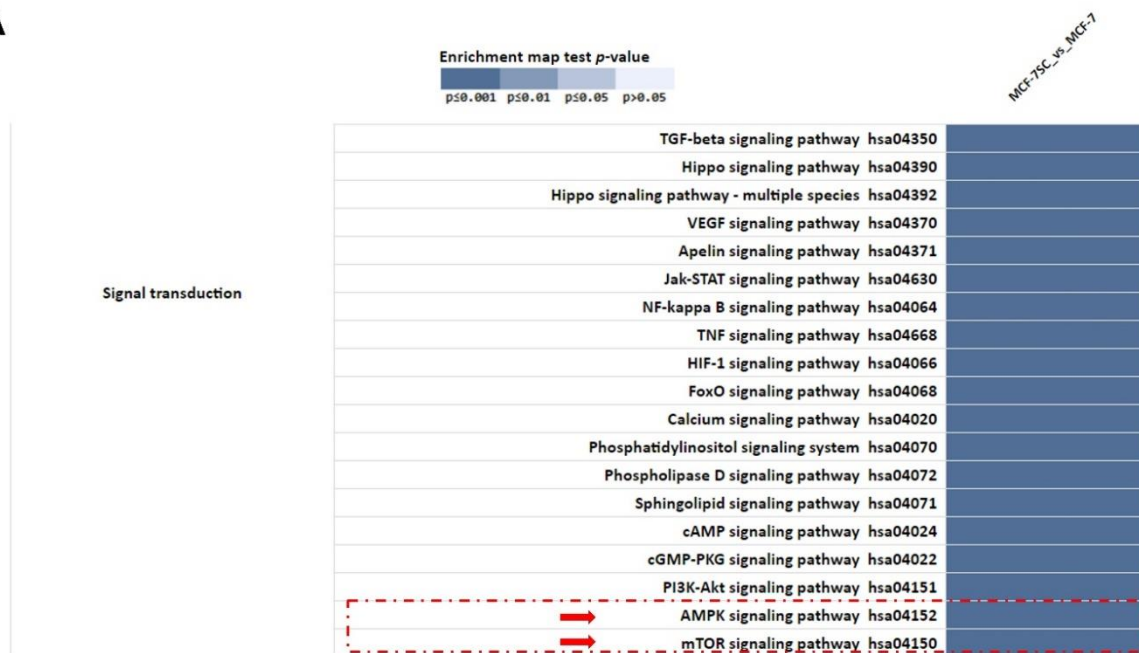 A
Enrichment map test p-value
p≤0.001 p≤0.01 p≤0.05 p>0.05
MCF-7SC_vs_MCF-7
TGF-beta signaling pathway hsa04350
Hippo signaling pathway hsa04390
Hippo signaling pathway - multiple species hsa04392
VEGF signaling pathway hsa04370
Apelin signaling pathway hsa04371
Jak-STAT signaling pathway hsa04630
Signal transduction
NF-kappa B signaling pathway hsa04064
TNF signaling pathway hsa04668
HIF-1 signaling pathway hsa04066
FoxO signaling pathway hsa04068
Calcium signaling pathway hsa04020
Phosphatidylinositol signaling system hsa04070
Phospholipase D signaling pathway hsa04072
Sphingolipid signaling pathway hsa04071
cAMP signaling pathway hsa04024
cGMP-PKG signaling pathway hsa04022
PI3K-Akt signaling pathway hsa04151
AMPK signaling pathway hsa04152
mTOR signaling pathway hsa04150